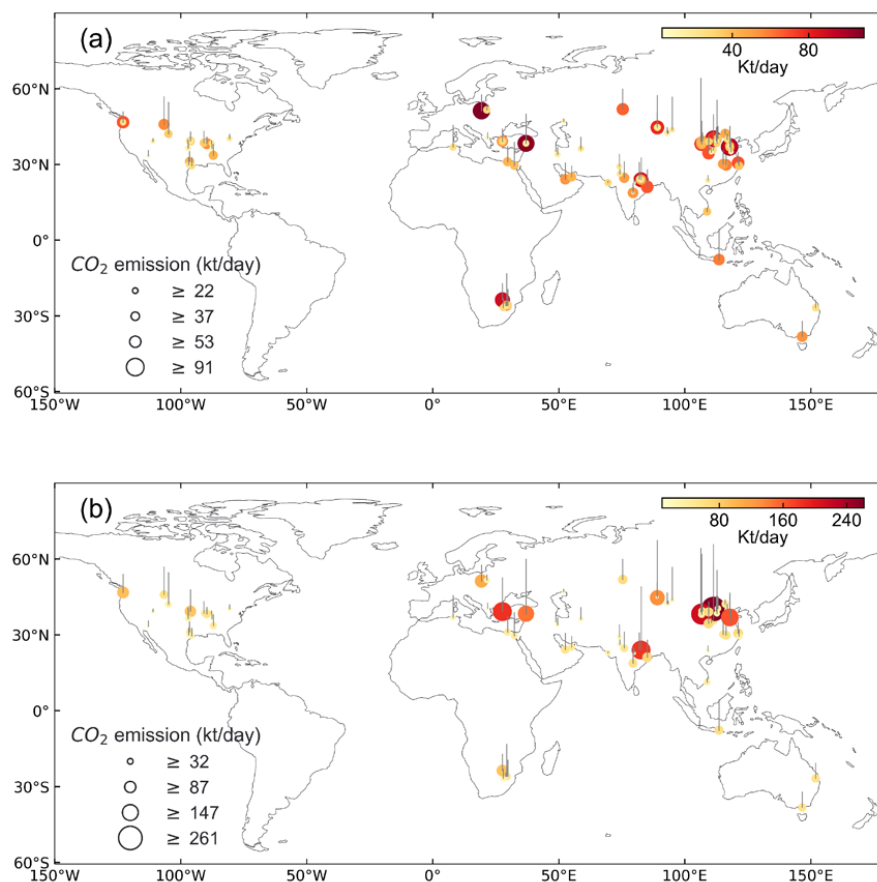 (a)
40 80
Kt/day
60°N
30°N
0°
30°S
60°S
CO₂ emission (kt/day)
≥ 22
≥ 37
≥ 53
≥ 91
150°W 100°W 50°W 0° 50°E 100°E 150°E
(b)
80 160 240
Kt/day
60°N
30°N
0°
30°S
60°S
CO₂ emission (kt/day)
≥ 32
≥ 87
≥ 147
≥ 261
150°W 100°W 50°W 0° 50°E 100°E 150°E